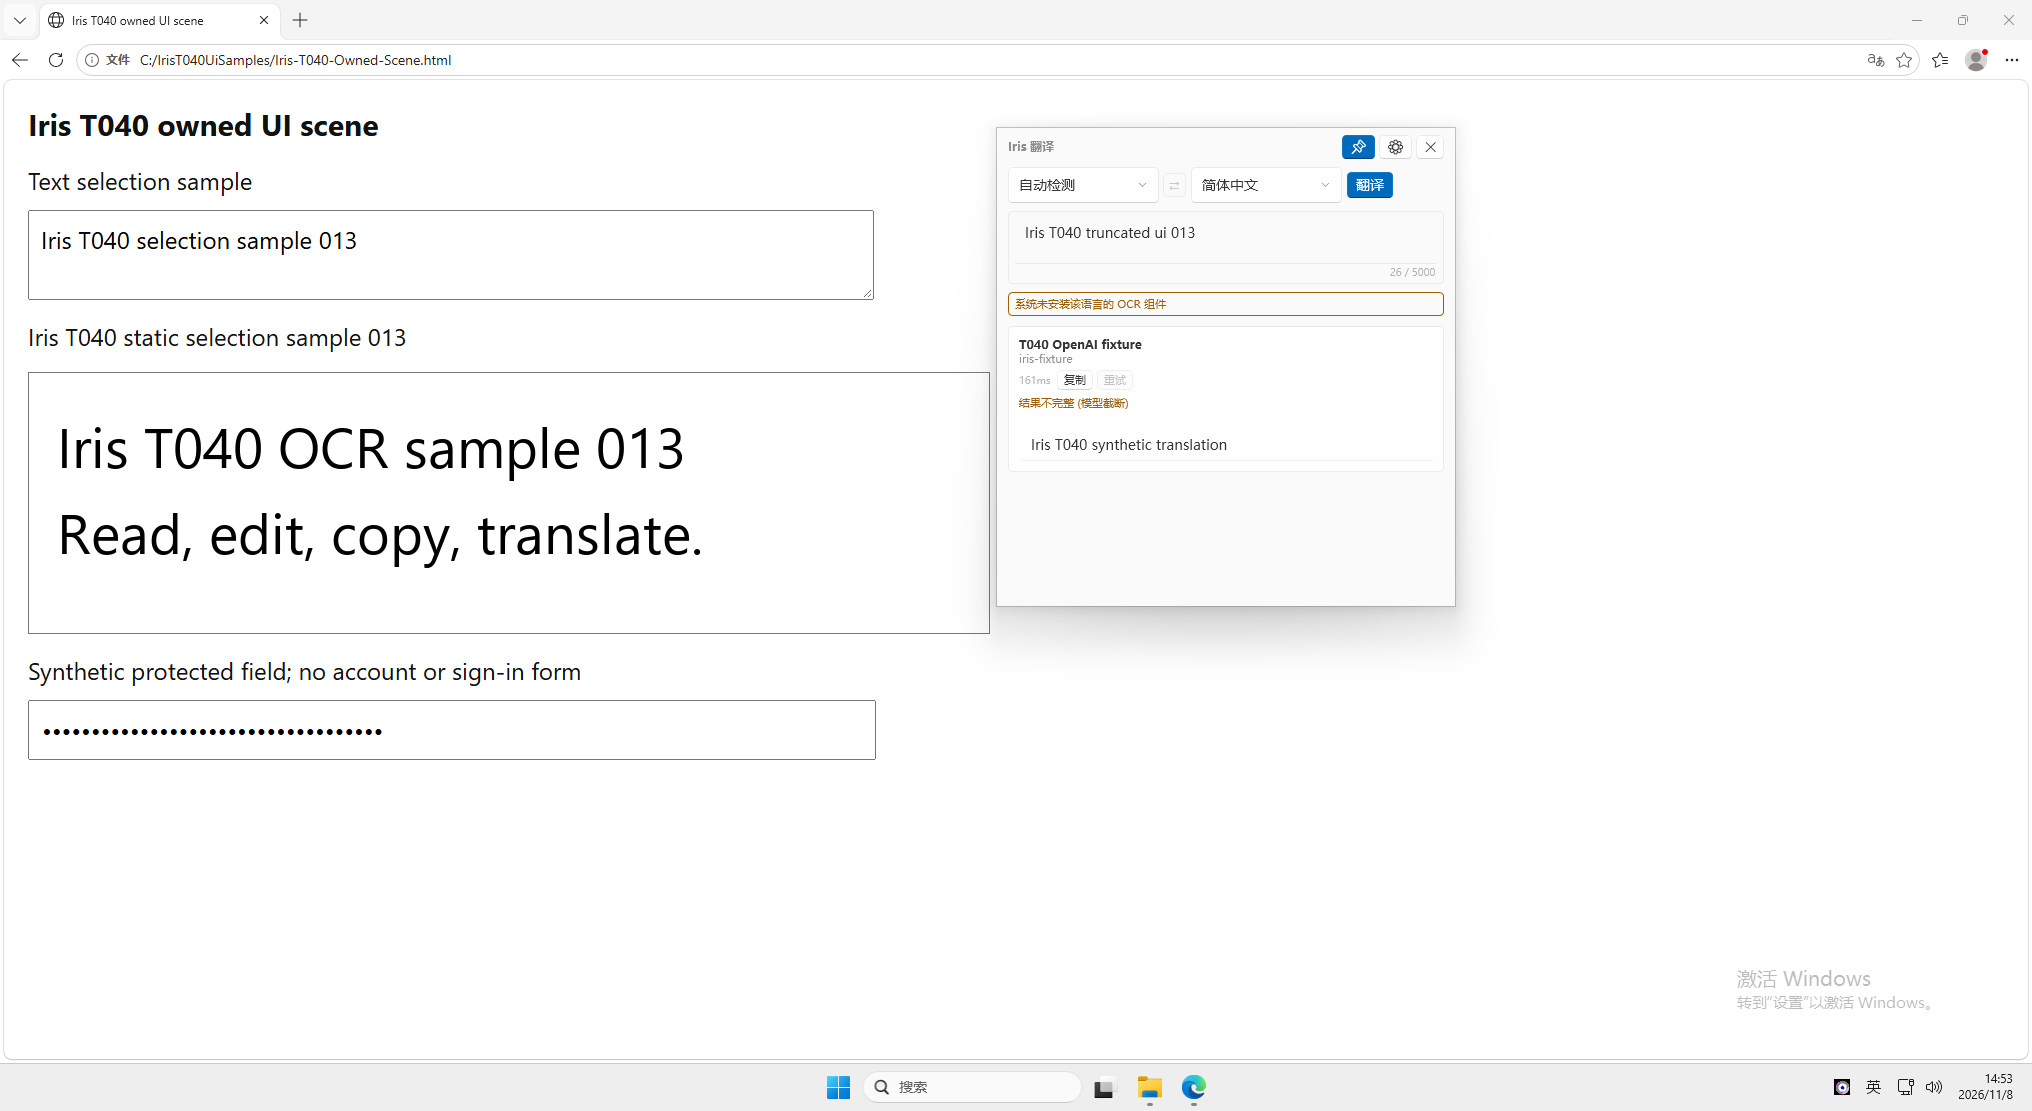 Iris T040 owned UI scene
文件 C:/IrisT040UiSamples/Iris-T040-Owned-Scene.html
Iris T040 owned UI scene
Text selection sample
Iris T040 selection sample 013
Iris T040 static selection sample 013
Iris T040 OCR sample 013
Read, edit, copy, translate.
Synthetic protected field; no account or sign-in form
••••••••••••••••••••••••••••••••••
Iris 翻译
自动检测
简体中文
翻译
Iris T040 truncated ui 013
26 / 5000
系统未安装该语言的 OCR 组件
T040 OpenAI fixture
iris-fixture
161ms 复制 重试
结果不完整 (模型截断)
Iris T040 synthetic translation
激活 Windows
转到"设置"以激活 Windows。
搜索
英
14:53
2026/11/8